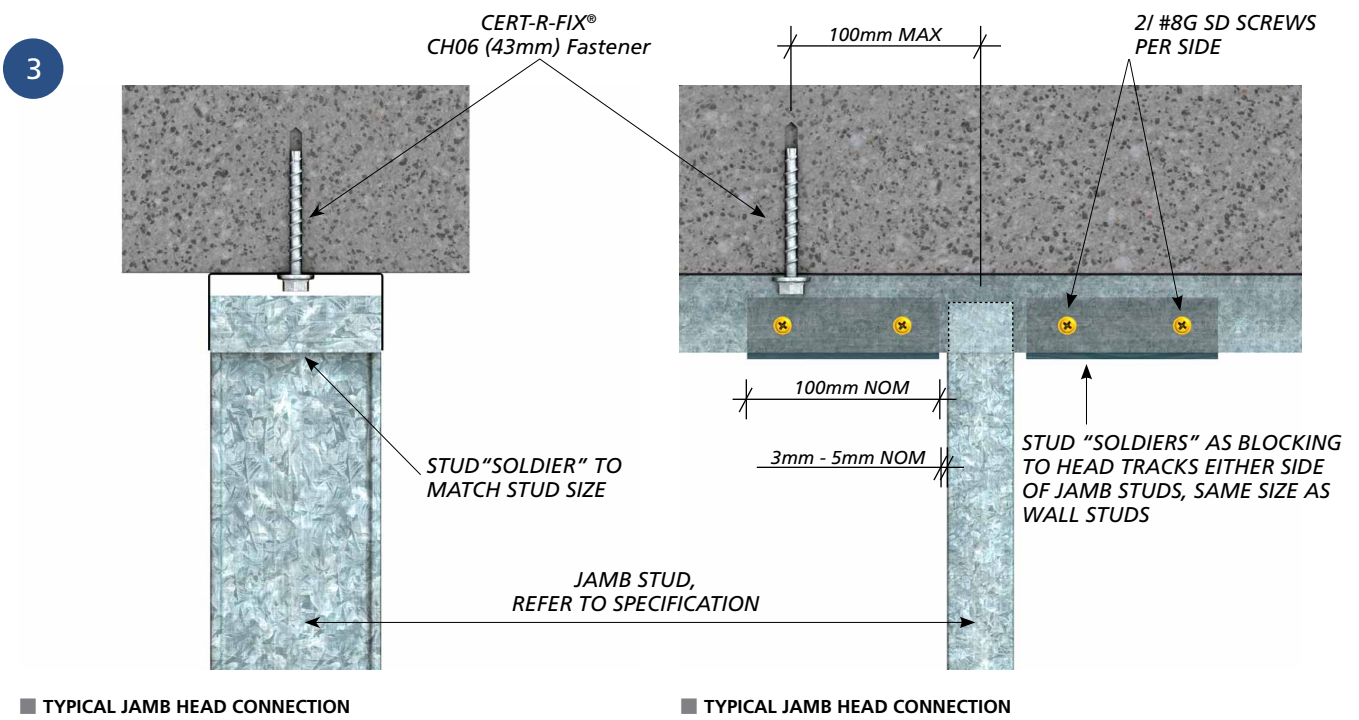 3
CERT-R-FIX®
CH06 (43mm) Fastener
100mm MAX
2/ #8G SD SCREWS
PER SIDE
100mm NOM
3mm - 5mm NOM
STUD "SOLDIER" TO
MATCH STUD SIZE
STUD "SOLDIERS" AS BLOCKING
TO HEAD TRACKS EITHER SIDE
OF JAMB STUDS, SAME SIZE AS
WALL STUDS
JAMB STUD,
REFER TO SPECIFICATION
TYPICAL JAMB HEAD CONNECTION
TYPICAL JAMB HEAD CONNECTION